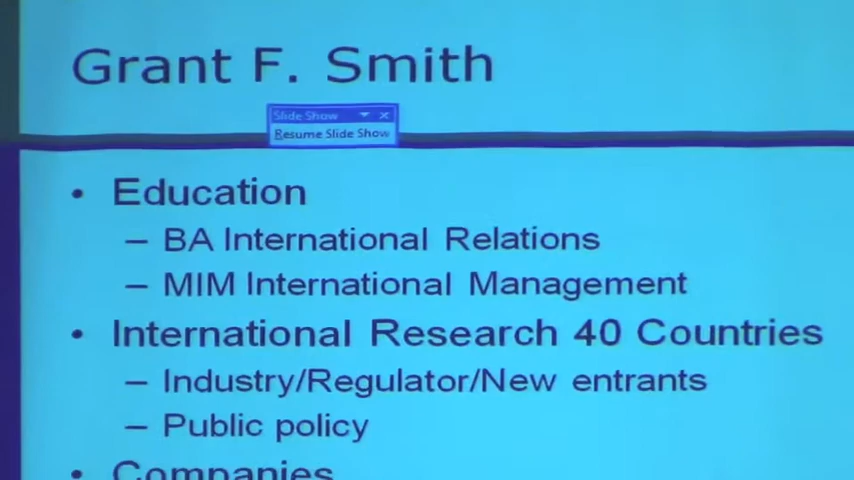 Grant F. Smith
Slide Show
Resume Slide Show
• Education
– BA International Relations
– MIM International Management
• International Research 40 Countries
– Industry/Regulator/New entrants
– Public policy
• Companies